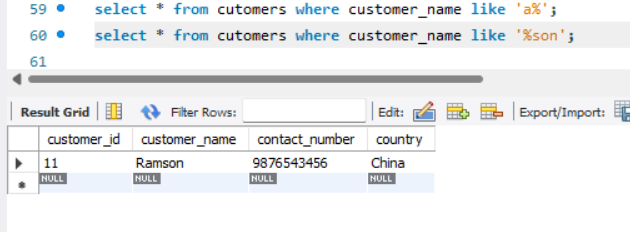 59 select * from cutomers where customer_name like 'a%';
60 select * from cutomers where customer_name like '%son';
61
Result Grid Filter Rows: Edit: Export/Import:
customer_id customer_name contact_number country
11 Ramson 9876543456 China
NULL NULL NULL NULL